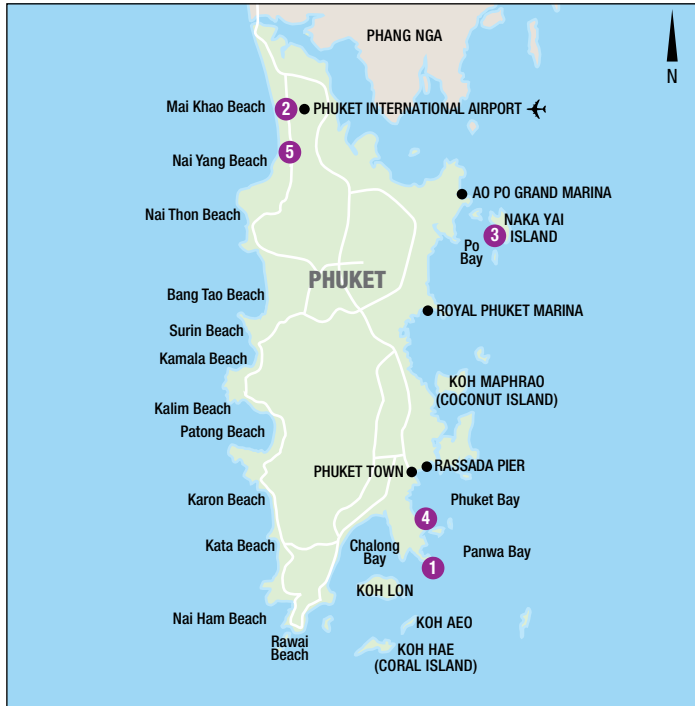 PHANG NGA
N
Mai Khao Beach
2
PHUKET INTERNATIONAL AIRPORT
5
Nai Yang Beach
AO PO GRAND MARINA
Nai Thon Beach
NAKA YAI
ISLAND
3
Po
Bay
PHUKET
Bang Tao Beach
ROYAL PHUKET MARINA
Surin Beach
Kamala Beach
KOH MAPHRAO
(COCONUT ISLAND)
Kalim Beach
Patong Beach
PHUKET TOWN
RASSADA PIER
Karon Beach
Phuket Bay
4
Kata Beach
Chalong
Bay
Panwa Bay
1
KOH LON
Nai Ham Beach
KOH AEO
Rawai
Beach
KOH HAE
(CORAL ISLAND)